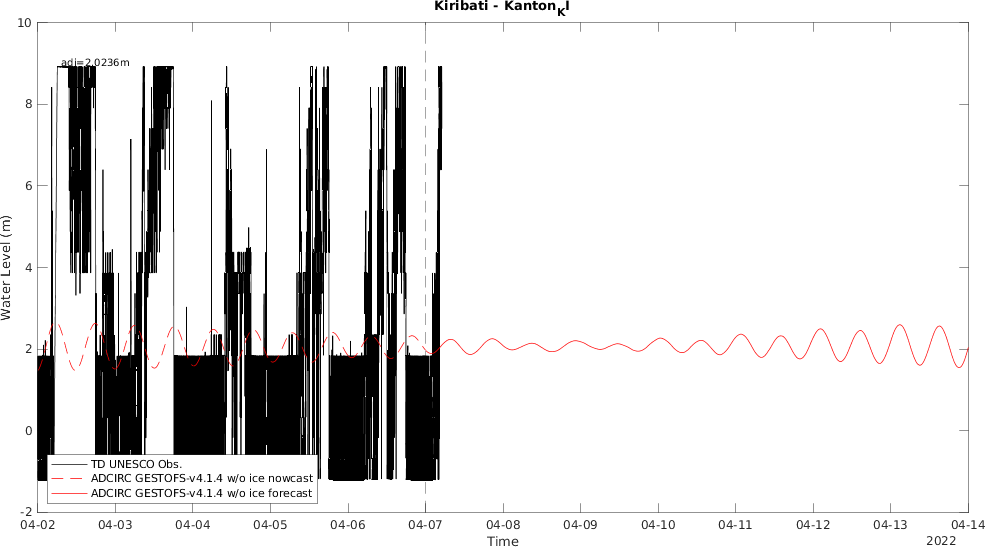 Kiribati - Kanton_KI
10
adj=2.0236m
8
6
4
2
0
-2
Water Level (m)
TD UNESCO Obs.
ADCIRC GESTOFS-v4.1.4 w/o ice nowcast
ADCIRC GESTOFS-v4.1.4 w/o ice forecast
04-02 04-03 04-04 04-05 04-06 04-07 04-08 04-09 04-10 04-11 04-12 04-13 04-14
Time
2022